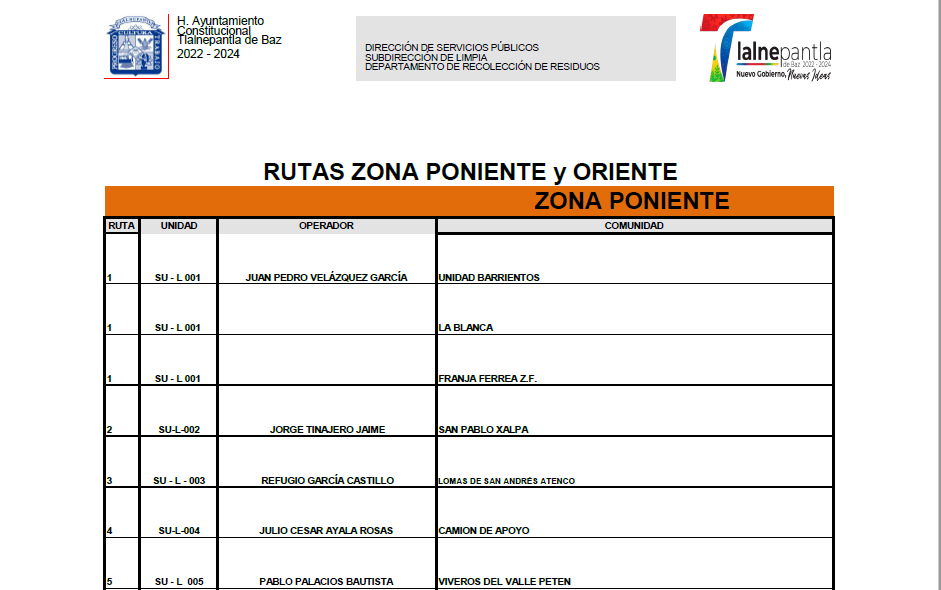 H. Ayuntamiento
Constitucional
Tlalnepantla de Baz
2022 - 2024
DIRECCIÓN DE SERVICIOS PÚBLICOS
SUBDIRECCIÓN DE LIMPIA
DEPARTAMENTO DE RECOLECCIÓN DE RESIDUOS
CULTURA
TRABAJO
Tlalnepantla
de Baz 2022 - 2024
Nuevo Gobierno, Nuevas Ideas
RUTAS ZONA PONIENTE y ORIENTE
ZONA PONIENTE
RUTA UNIDAD OPERADOR COMUNIDAD
1 SU - L 001 JUAN PEDRO VELÁZQUEZ GARCÍA UNIDAD BARRIENTOS
1 SU - L 001 LA BLANCA
1 SU - L 001 FRANJA FERREA Z.F.
2 SU-L-002 JORGE TINAJERO JAIME SAN PABLO XALPA
3 SU - L - 003 REFUGIO GARCÍA CASTILLO LOMAS DE SAN ANDRÉS ATENCO
4 SU-L-004 JULIO CESAR AYALA ROSAS CAMION DE APOYO
5 SU - L 005 PABLO PALACIOS BAUTISTA VIVEROS DEL VALLE PETEN